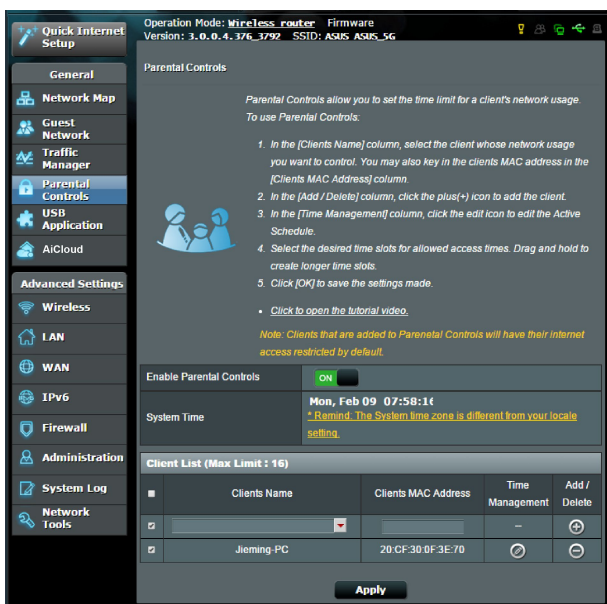 Quick Internet
Setup
General
Network Map
Guest
Network
Traffic
Manager
Parental
Controls
USB
Application
AiCloud
Advanced Settings
Wireless
LAN
WAN
IPv6
Firewall
Administration
System Log
Network
Tools
Operation Mode: Wireless router Firmware
Version: 3.0.0.4.376_3792 SSID: ASUS ASUS_5G
Parental Controls
Parental Controls allow you to set the time limit for a client's network usage.
To use Parental Controls:
1. In the [Clients Name] column, select the client whose network usage
you want to control. You may also key in the clients MAC address in the
[Clients MAC Address] column.
2. In the [Add / Delete] column, click the plus(+) icon to add the client.
3. In the [Time Management] column, click the edit icon to edit the Active
Schedule.
4. Select the desired time slots for allowed access times. Drag and hold to
create longer time slots.
5. Click [OK] to save the settings made.
• Click to open the tutorial video.
Note: Clients that are added to Parenetal Controls will have their internet
access restricted by default.
Enable Parental Controls ON
System Time
Mon, Feb 09 07:58:16
* Remind: The System time zone is different from your locale
setting.
Client List (Max Limit : 16)
Clients Name Clients MAC Address Time Management Add / Delete
--
Jieming-PC 20:CF:30:0F:3E:70
Apply